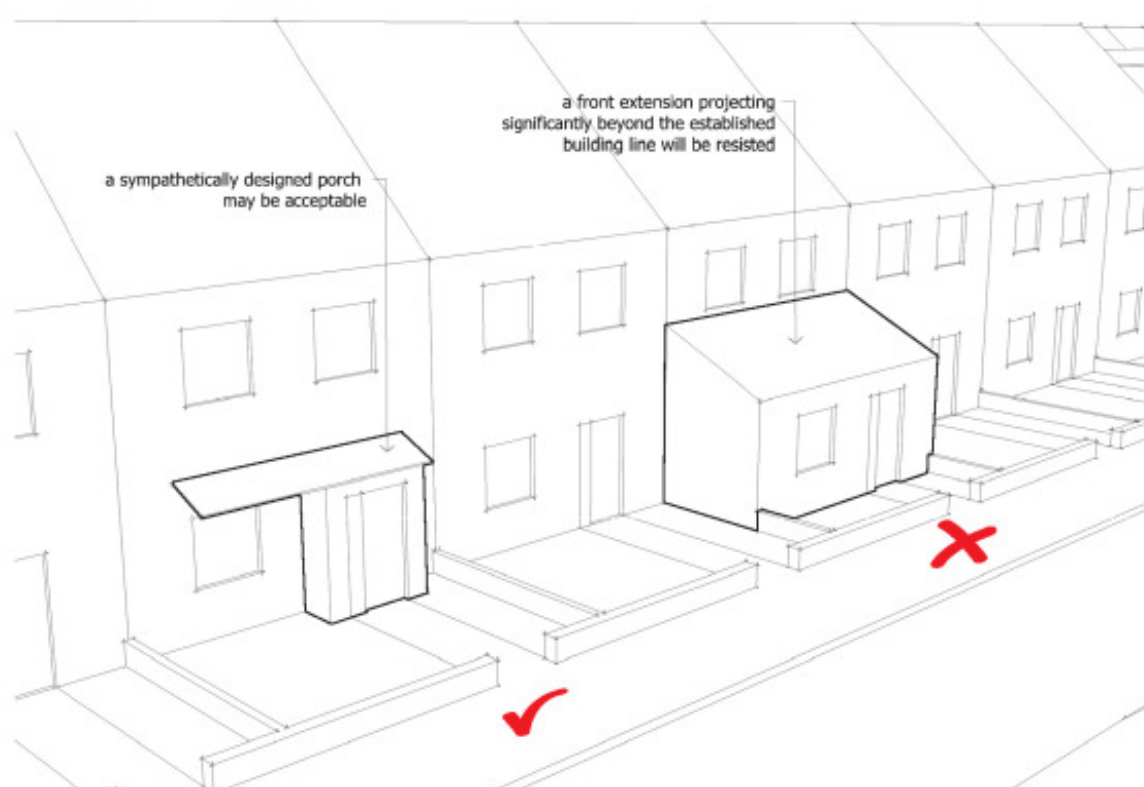 a front extension projecting
significantly beyond the established
building line will be resisted
a sympathetically designed porch
may be acceptable